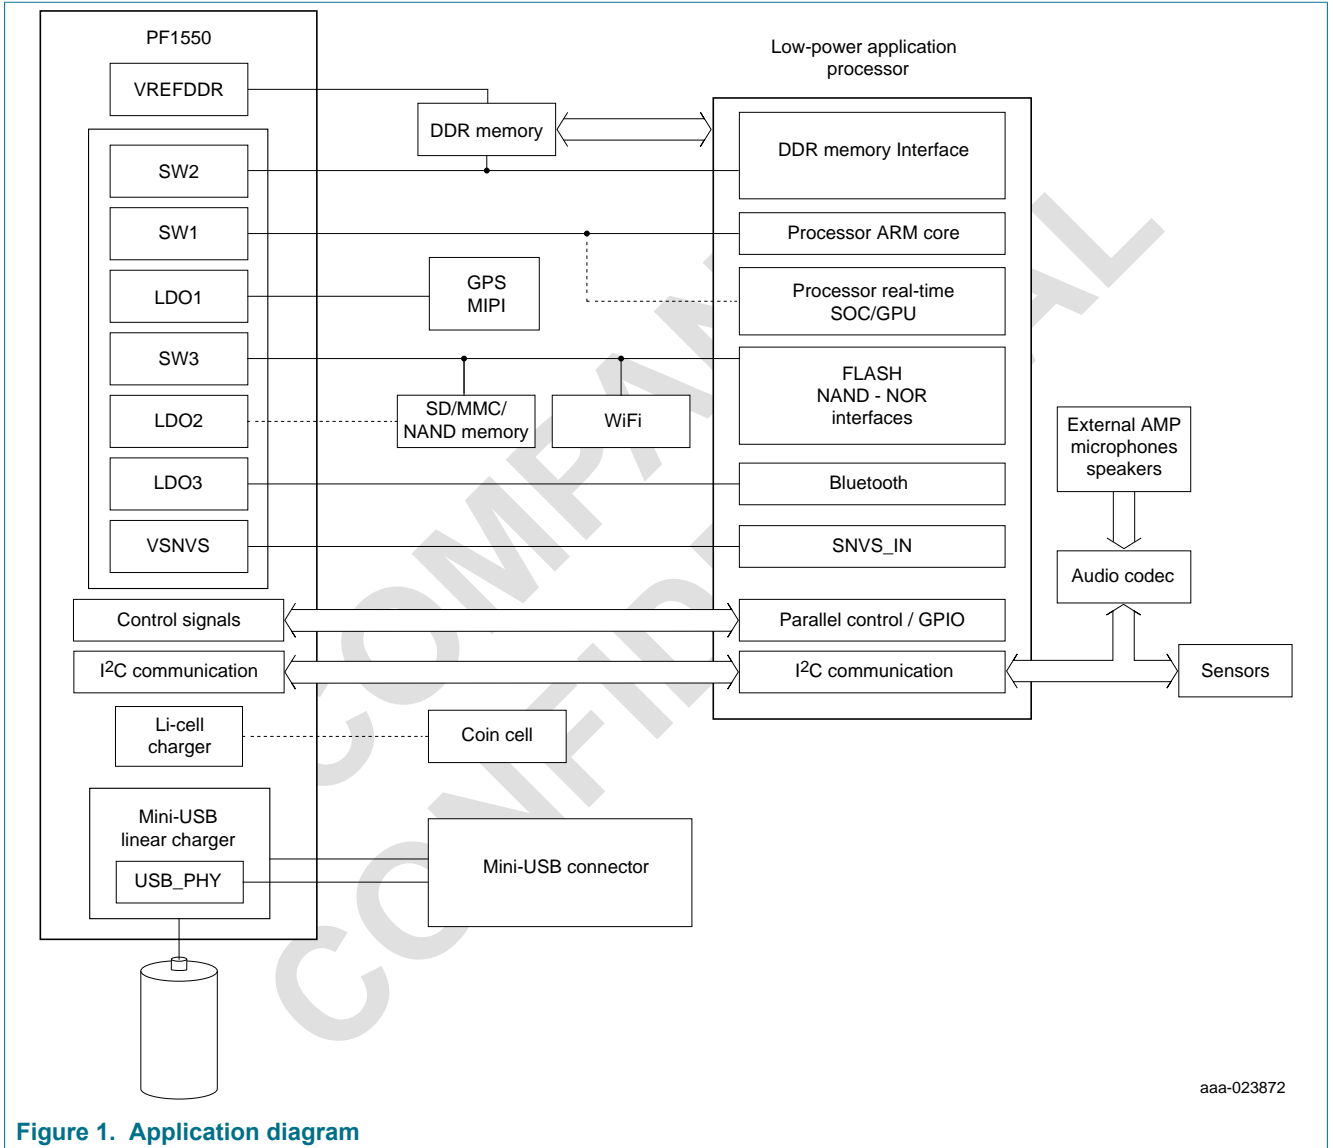 PF1550
Low-power application
processor
VREFDDR
DDR memory
DDR memory Interface
SW2
SW1
Processor ARM core
LDO1
GPS
MIPI
Processor real-time
SOC/GPU
SW3
FLASH
NAND - NOR
interfaces
LDO2
SD/MMC/
NAND memory
WiFi
External AMP
microphones
speakers
LDO3
Bluetooth
VSNVS
SNVS_IN
Audio codec
Control signals
Parallel control / GPIO
I2C communication
I2C communication
Sensors
Li-cell
charger
Coin cell
Mini-USB
linear charger
USB_PHY
Mini-USB connector
COMPANY
CONFIDENTIAL
aaa-023872
Figure 1. Application diagram